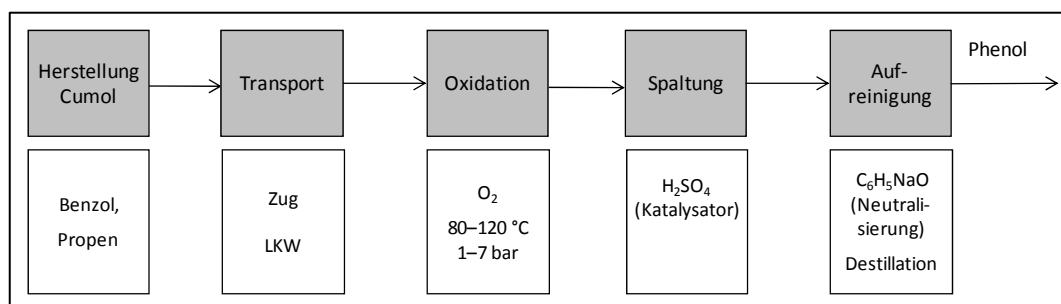 Herstellung
Cumol
Transport
Oxidation
Spaltung
Auf-
reinigung
Phenol
Benzol,
Propen
Zug
LKW
O₂
80–120 °C
1–7 bar
H₂SO₄
(Katalysator)
C₆H₅NaO
(Neutrali-
sierung)
Destillation